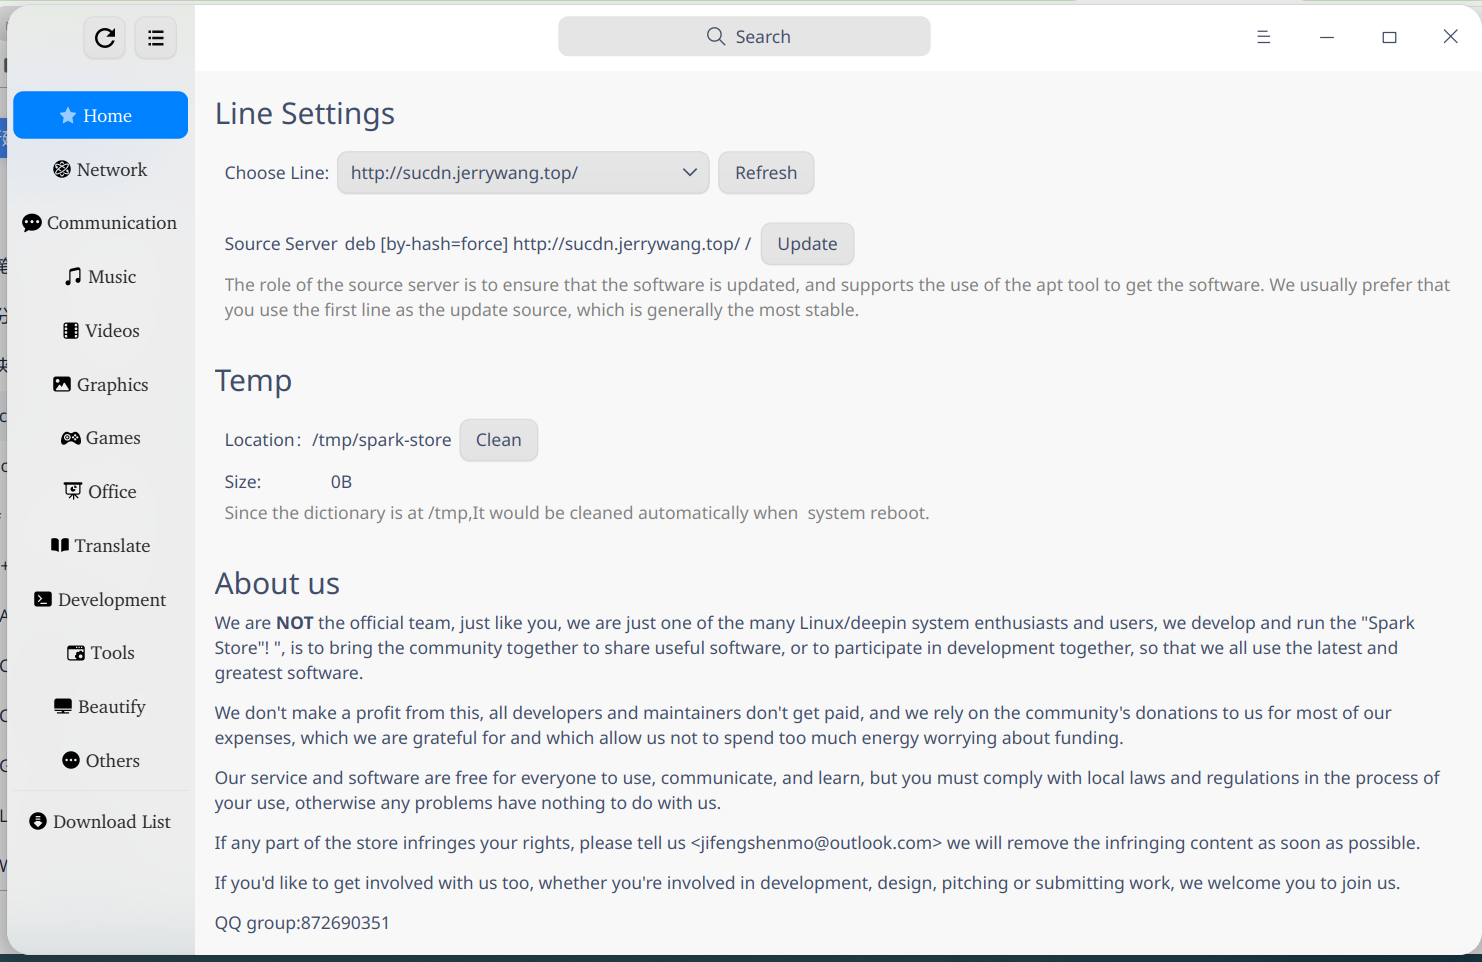 Search
Home
Network
Communication
Music
Videos
Graphics
Games
Office
Translate
Development
Tools
Beautify
Others
Download List
Line Settings
Choose Line: http://sucdn.jerrywang.top/ Refresh
Source Server deb [by-hash=force] http://sucdn.jerrywang.top/ / Update
The role of the source server is to ensure that the software is updated, and supports the use of the apt tool to get the software. We usually prefer that
you use the first line as the update source, which is generally the most stable.
Temp
Location： /tmp/spark-store Clean
Size: 0B
Since the dictionary is at /tmp,It would be cleaned automatically when  system reboot.
About us
We are NOT the official team, just like you, we are just one of the many Linux/deepin system enthusiasts and users, we develop and run the "Spark
Store"! ", is to bring the community together to share useful software, or to participate in development together, so that we all use the latest and
greatest software.
We don't make a profit from this, all developers and maintainers don't get paid, and we rely on the community's donations to us for most of our
expenses, which we are grateful for and which allow us not to spend too much energy worrying about funding.
Our service and software are free for everyone to use, communicate, and learn, but you must comply with local laws and regulations in the process of
your use, otherwise any problems have nothing to do with us.
If any part of the store infringes your rights, please tell us <jifengshenmo@outlook.com> we will remove the infringing content as soon as possible.
If you'd like to get involved with us too, whether you're involved in development, design, pitching or submitting work, we welcome you to join us.
QQ group:872690351